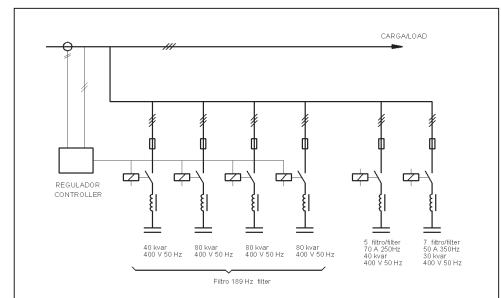 CARGA/LOAD
REGULADOR
CONTROLLER
40 kvar
400 V 50 Hz
80 kvar
400 V 50 Hz
80 kvar
400 V 50 Hz
80 kvar
400 V 50 Hz
5 filtro/filter
70 A 250Hz
40 kvar
400 V 50 Hz
7 filtro/filter
50 A 350Hz
30 kvar
400 V 50 Hz
Filtro 189 Hz filter